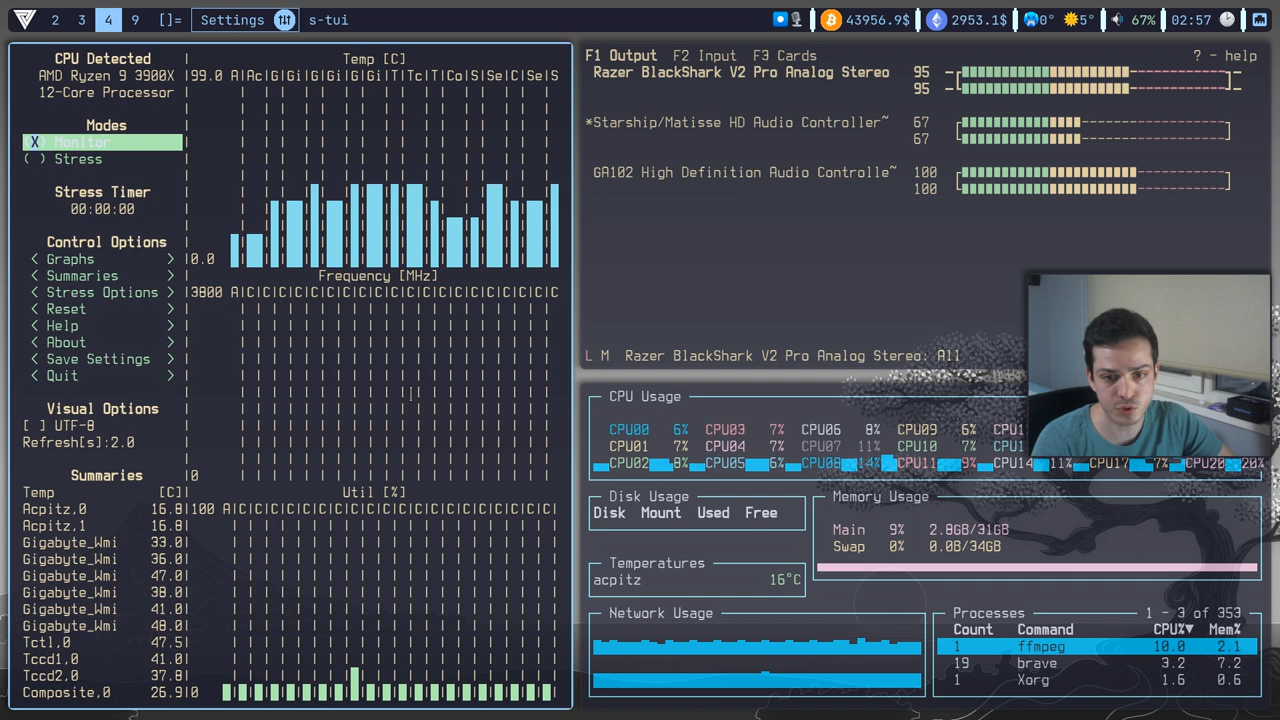 2 3 4 9 []= Settings s-tui
43956.9$ 2953.1$ 0° 5° 67% 02:57
CPU Detected
AMD Ryzen 9 3900X
12-Core Processor
Modes
(X) Monitor
( ) Stress
Stress Timer
00:00:00
Control Options
< Graphs >
< Summaries >
< Stress Options >
< Reset >
< Help >
< About >
< Save Settings >
< Quit >
Visual Options
[ ] UTF-8
Refresh[s]:2.0
Summaries
Temp [C]
Acpitz,0 16.8
Acpitz,1 16.8
Gigabyte_Wmi 33.0
Gigabyte_Wmi 36.0
Gigabyte_Wmi 47.0
Gigabyte_Wmi 38.0
Gigabyte_Wmi 41.0
Gigabyte_Wmi 48.0
Tctl,0 47.5
Tccd1,0 41.0
Tccd2,0 37.8
Composite,0 26.9
Temp [C]
99.0 A|Ac|G|Gi|G|Gi|G|Gi|T|Tc|T|Co|S|Se|C|Se|S
0.0
Frequency [MHz]
3800 A|C|C|C|C|C|C|C|C|C|C|C|C|C|C|C|C
0
Util [%]
100 A|C|C|C|C|C|C|C|C|C|C|C|C|C|C|C|C|
0
F1 Output F2 Input F3 Cards ? - help
Razer BlackShark V2 Pro Analog Stereo 95
95
*Starship/Matisse HD Audio Controller~ 67
67
GA102 High Definition Audio Controlle~ 100
100
L M Razer BlackShark V2 Pro Analog Stereo: All
CPU Usage
CPU00 6% CPU03 7% CPU06 8% CPU09 6% CPU1
CPU01 7% CPU04 7% CPU07 11% CPU10 7% CPU1
CPU02 8% CPU05 6% CPU08 14% CPU11 9% CPU14 11% CPU17 7% CPU20 20%
Disk Usage
Disk Mount Used Free
Memory Usage
Main 9% 2.8GB/31GB
Swap 0% 0.0B/34GB
Temperatures
acpitz 16°C
Network Usage
Processes 1 - 3 of 353
Count Command CPU%▼ Mem%
1 ffmpeg 10.0 2.1
19 brave 3.2 7.2
1 Xorg 1.6 0.6